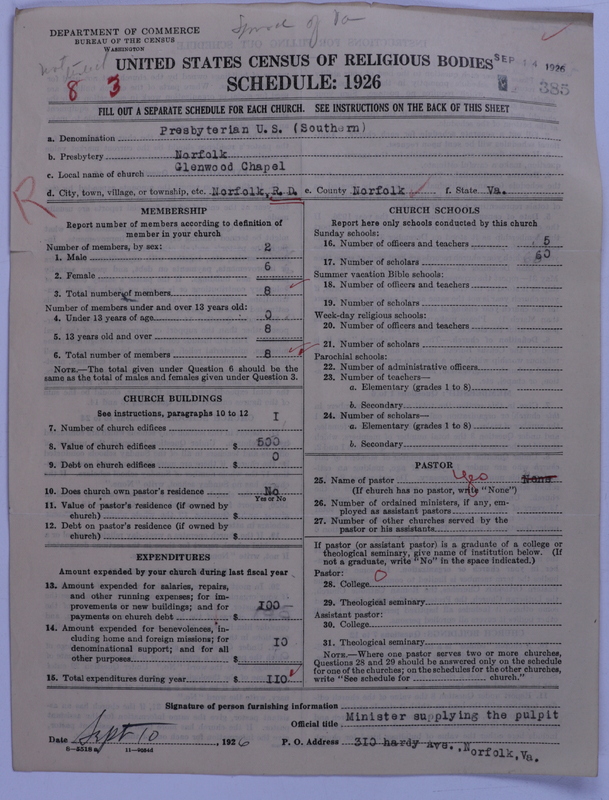 Synod of Va
DEPARTMENT OF COMMERCE
BUREAU OF THE CENSUS
WASHINGTON
UNITED STATES CENSUS OF RELIGIOUS BODIES
SEP 14 1926
8 3
SCHEDULE: 1926
385
FILL OUT A SEPARATE SCHEDULE FOR EACH CHURCH. SEE INSTRUCTIONS ON THE BACK OF THIS SHEET
a. Denomination Presbyterian U.S. (Southern)
b. Presbytery Norfolk
c. Local name of church Glenwood Chapel
d. City, town, village, or township, etc. Norfolk, R.D. e. County Norfolk f. State Va.
R
MEMBERSHIP
Report number of members according to definition of
member in your church
Number of members, by sex:
1. Male 2
2. Female 6
3. Total number of members 8
Number of members under and over 13 years old:
4. Under 13 years of age 0
5. 13 years old and over 8
6. Total number of members 8
NOTE.—The total given under Question 6 should be the
same as the total of males and females given under Question 3.
CHURCH BUILDINGS
See instructions, paragraphs 10 to 12
7. Number of church edifices I
8. Value of church edifices $ 500
9. Debt on church edifices $ 0
10. Does church own pastor's residence No
Yes or No
11. Value of pastor's residence (if owned by
church) $
12. Debt on pastor's residence (if owned by
church) $
EXPENDITURES
Amount expended by your church during last fiscal year
13. Amount expended for salaries, repairs,
and other running expenses; for im-
provements or new buildings; and for
payments on church debt $ 100
14. Amount expended for benevolences, in-
cluding home and foreign missions; for
denominational support; and for all
other purposes $ 10
15. Total expenditures during year $ 110
CHURCH SCHOOLS
Report here only schools conducted by this church
Sunday schools:
16. Number of officers and teachers 5
17. Number of scholars 60
Summer vacation Bible schools:
18. Number of officers and teachers
19. Number of scholars
Week-day religious schools:
20. Number of officers and teachers
21. Number of scholars
Parochial schools:
22. Number of administrative officers
23. Number of teachers—
a. Elementary (grades 1 to 8)
b. Secondary
24. Number of scholars—
a. Elementary (grades 1 to 8)
b. Secondary
PASTOR
25. Name of pastor Yes None
(If church has no pastor, write "None")
26. Number of ordained ministers, if any, em-
ployed as assistant pastors
27. Number of other churches served by the
pastor or his assistants
If pastor (or assistant pastor) is a graduate of a college or
theological seminary, give name of institution below. (If
not a graduate, write "No" in the space indicated.)
Pastor:
28. College O
29. Theological seminary
Assistant pastor:
30. College
31. Theological seminary
NOTE.—Where one pastor serves two or more churches,
Questions 28 and 29 should be answered only on the schedule
for one of the churches; on the schedules for the other churches,
write "See schedule for church."
Signature of person furnishing information
Official title Minister supplying the pulpit
Date Sept 10, 1926 P. O. Address 310 hardy Ave., Norfolk, Va.
8-5518a 11-9984d